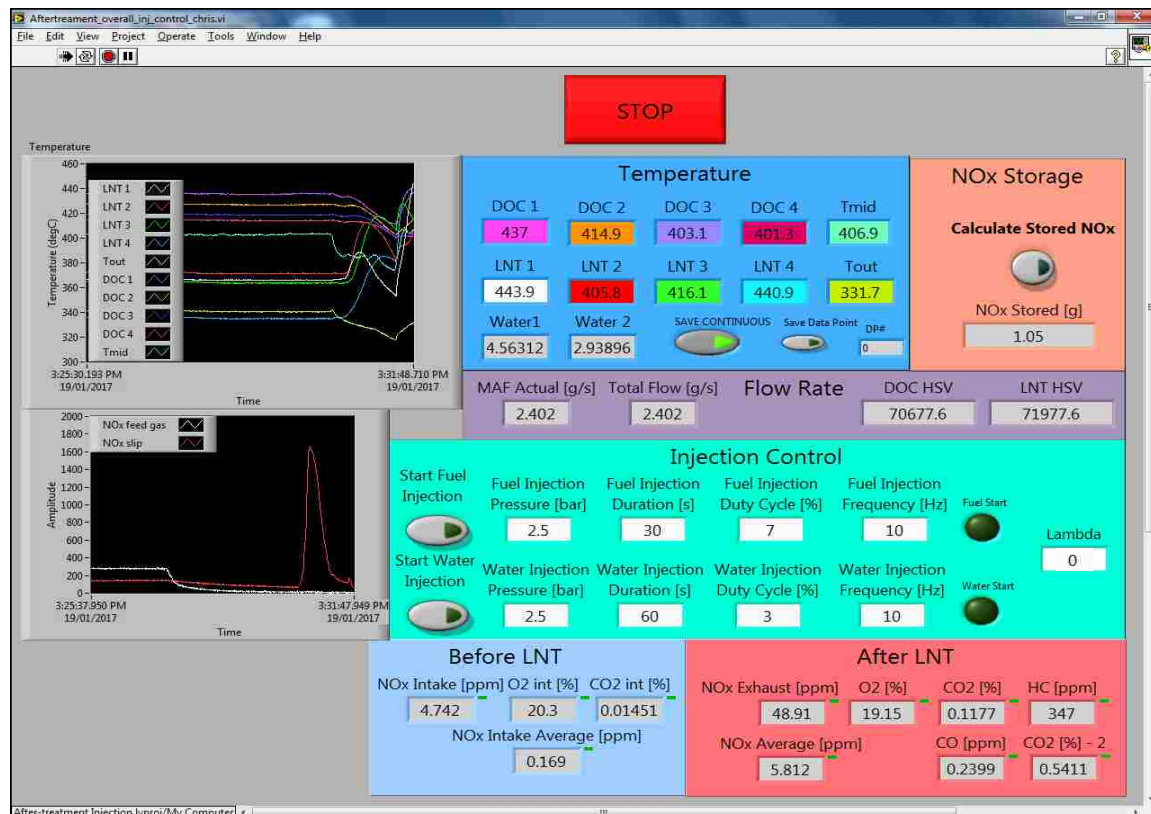 Aftertreament_overall_inj_control_chris.vi
File Edit View Project Operate Tools Window Help
STOP
Temperature
460
440
420
400
380
360
340
320
300
Temperature (degC)
LNT 1
LNT 2
LNT 3
LNT 4
Tout
DOC 1
DOC 2
DOC 3
DOC 4
Tmid
3:25:30.193 PM 3:31:48.710 PM
19/01/2017 19/01/2017
Time
Temperature
DOC 1 DOC 2 DOC 3 DOC 4 Tmid
437 414.9 403.1 401.3 406.9
LNT 1 LNT 2 LNT 3 LNT 4 Tout
443.9 405.8 416.1 440.9 331.7
Water1 Water 2 SAVE CONTINUOUS Save Data Point DP#
4.56312 2.93896 0
NOx Storage
Calculate Stored NOx
NOx Stored [g]
1.05
MAF Actual [g/s] Total Flow [g/s] Flow Rate DOC HSV LNT HSV
2.402 2.402 70677.6 71977.6
2000
1800
1600
1400
1200
1000
800
600
400
200
0
Amplitude
NOx feed gas
NOx slip
3:25:37.950 PM 3:31:47.949 PM
19/01/2017 19/01/2017
Time
Injection Control
Start Fuel Injection
Fuel Injection Pressure [bar] Fuel Injection Duration [s] Fuel Injection Duty Cycle [%] Fuel Injection Frequency [Hz] Fuel Start
2.5 30 7 10
Lambda
0
Start Water Injection
Water Injection Pressure [bar] Water Injection Duration [s] Water Injection Duty Cycle [%] Water Injection Frequency [Hz] Water Start
2.5 60 3 10
Before LNT
NOx Intake [ppm] O2 int [%] CO2 int [%]
4.742 20.3 0.01451
NOx Intake Average [ppm]
0.169
After LNT
NOx Exhaust [ppm] O2 [%] CO2 [%] HC [ppm]
48.91 19.15 0.1177 347
NOx Average [ppm] CO [ppm] CO2 [%] - 2
5.812 0.2399 0.5411
After-treatment Injection.lvproj/My Computer